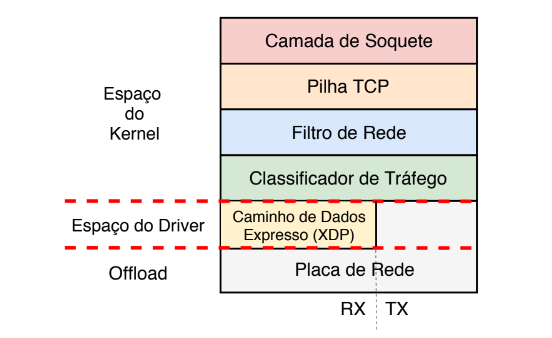 Camada de Soquete
Pilha TCP
Espaço
do
Kernel
Filtro de Rede
Classificador de Tráfego
Espaço do Driver
Caminho de Dados
Expresso (XDP)
Offload
Placa de Rede
RX
TX